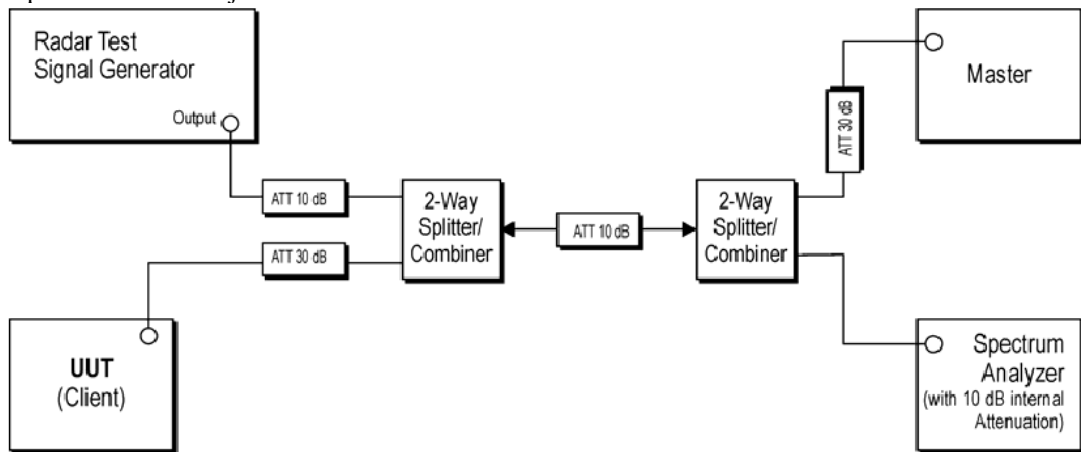 Radar Test
Signal Generator
Output
Master
ATT 30 dB
ATT 10 dB
2-Way
Splitter/
Combiner
ATT 10 dB
2-Way
Splitter/
Combiner
ATT 30 dB
UUT
(Client)
Spectrum
Analyzer
(with 10 dB internal
Attenuation)